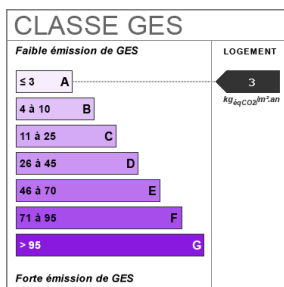 CLASSE GES
Faible émission de GES
LOGEMENT
≤ 3 A
3
kgéqCO2/m².an
4 à 10 B
11 à 25 C
26 à 45 D
46 à 70 E
71 à 95 F
> 95 G
Forte émission de GES